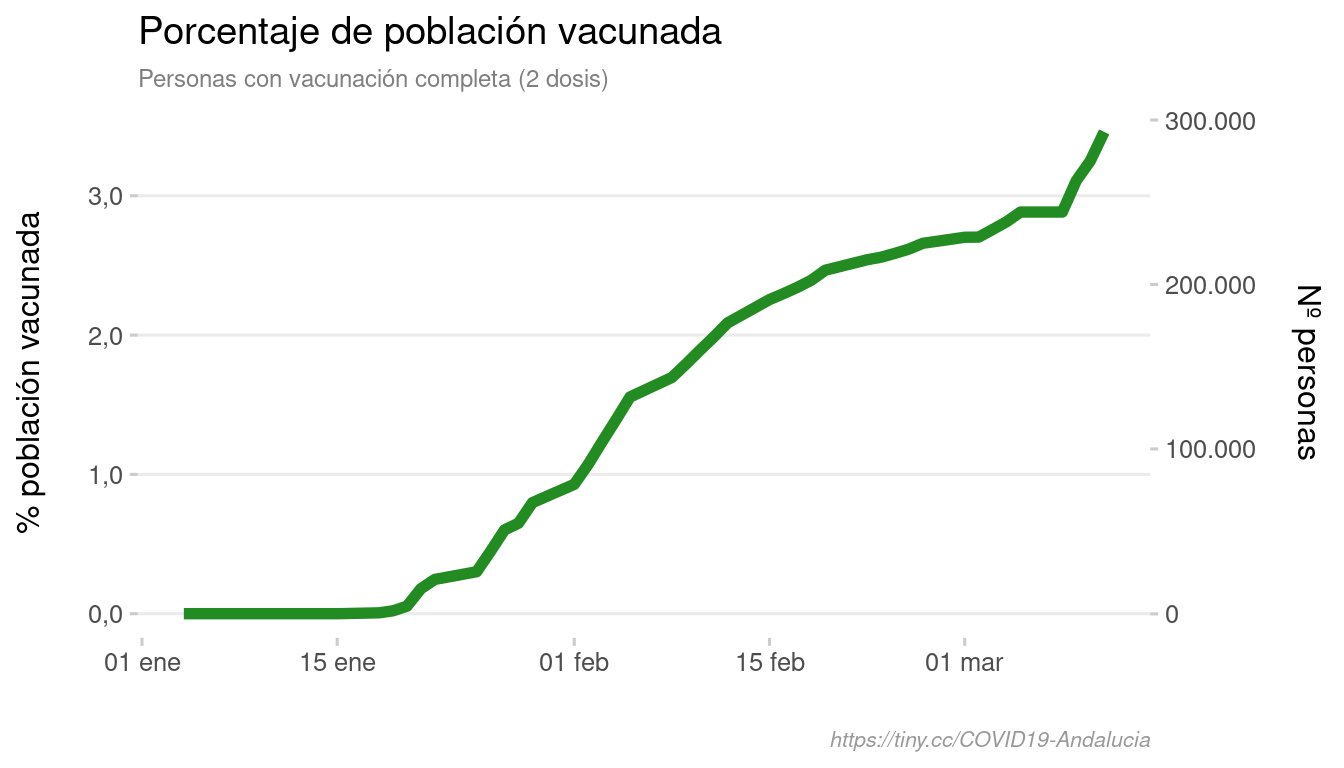 Porcentaje de población vacunada
Personas con vacunación completa (2 dosis)
% población vacunada
3,0
2,0
1,0
0,0
300.000
200.000
100.000
0
Nº personas
01 ene
15 ene
01 feb
15 feb
01 mar
https://tiny.cc/COVID19-Andalucia